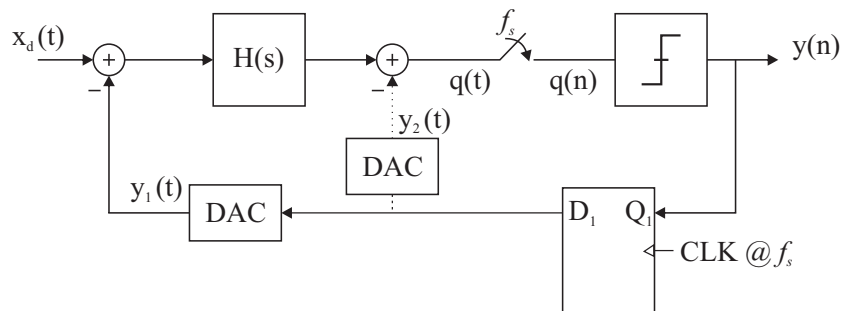 x_d(t)
H(s)
f_s
y(n)
q(t)
q(n)
y_2(t)
DAC
y_1(t)
DAC
D_1
Q_1
CLK @ f_s